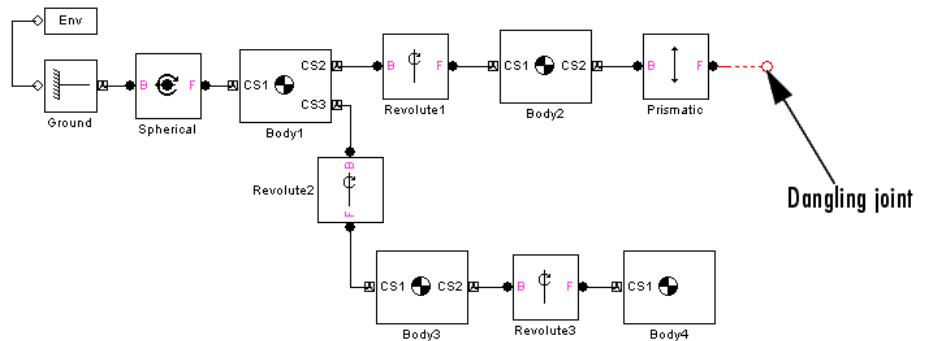 Env
Ground
B F
Spherical
CS1 CS2
CS3
Body1
B F
Revolute1
CS1 CS2
Body2
B F
Prismatic
Dangling joint
Revolute2
B
F
CS1 CS2
Body3
B F
Revolute3
CS1
Body4